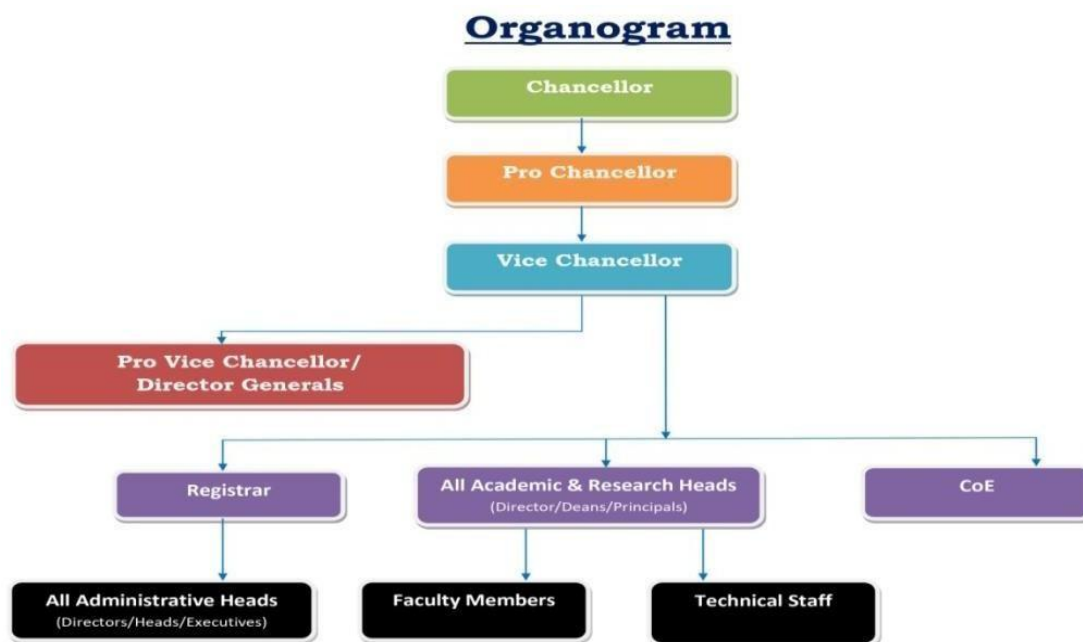 Organogram
Chancellor
Pro Chancellor
Vice Chancellor
Pro Vice Chancellor/
Director Generals
Registrar
All Academic & Research Heads
(Director/Deans/Principals)
CoE
All Administrative Heads
(Directors/Heads/Executives)
Faculty Members
Technical Staff